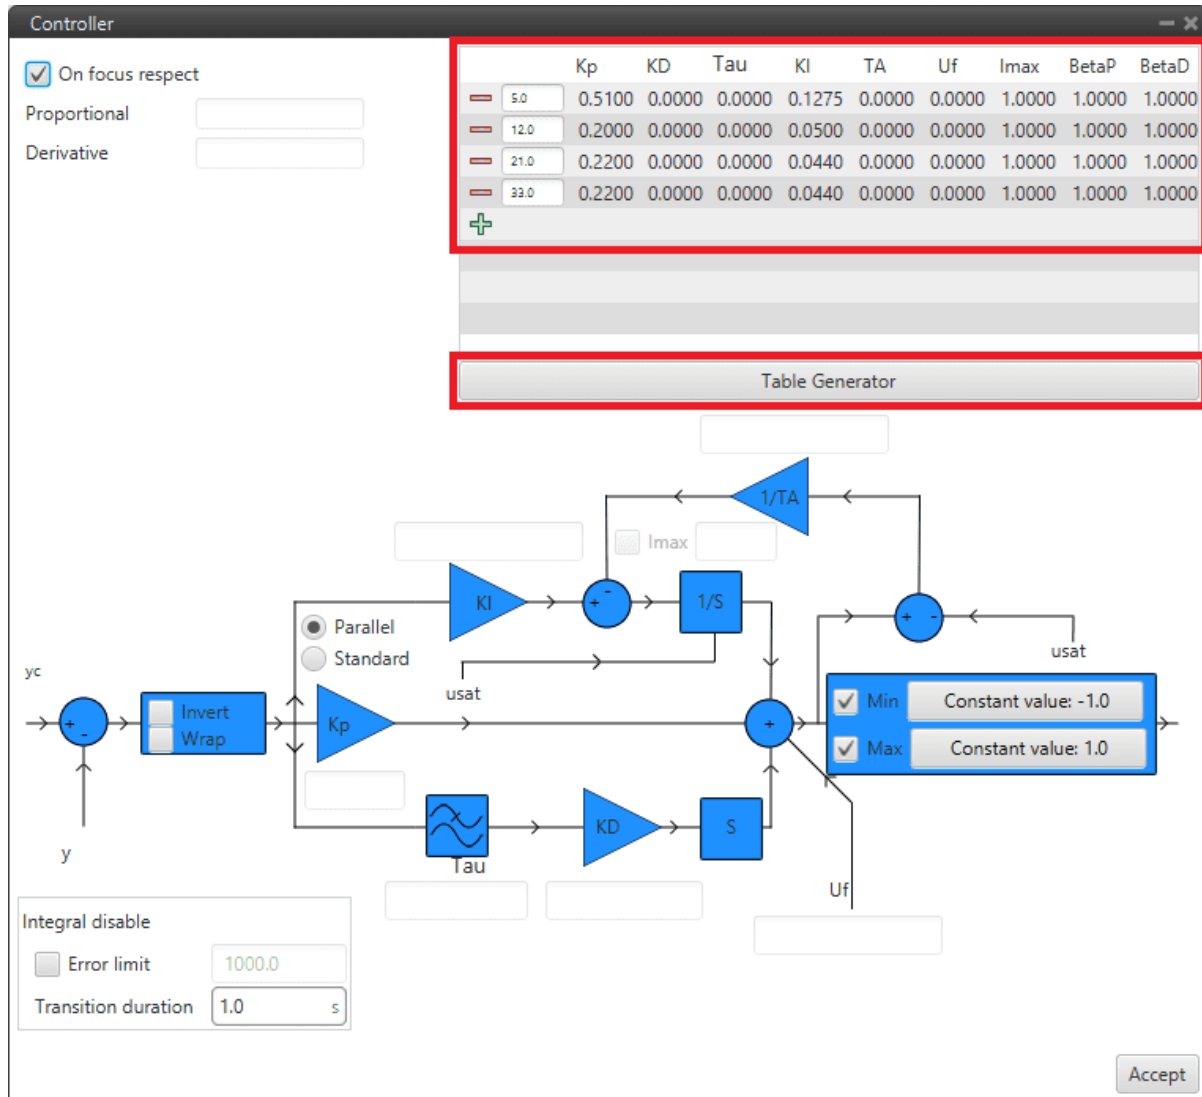 Controller
On focus respect
Proportional
Derivative
Kp KD Tau KI TA Uf Imax BetaP BetaD
5.0 0.5100 0.0000 0.0000 0.1275 0.0000 0.0000 1.0000 1.0000 1.0000
12.0 0.2000 0.0000 0.0000 0.0500 0.0000 0.0000 1.0000 1.0000 1.0000
21.0 0.2200 0.0000 0.0000 0.0440 0.0000 0.0000 1.0000 1.0000 1.0000
33.0 0.2200 0.0000 0.0000 0.0440 0.0000 0.0000 1.0000 1.0000 1.0000
Table Generator
1/TA
Imax
KI
+ -
1/S
+ -
Parallel
Standard
usat
usat
yc
+ -
Invert
Wrap
Kp
+
Min Constant value: -1.0
Max Constant value: 1.0
y
Tau
KD
S
Uf
Integral disable
Error limit 1000.0
Transition duration 1.0 s
Accept